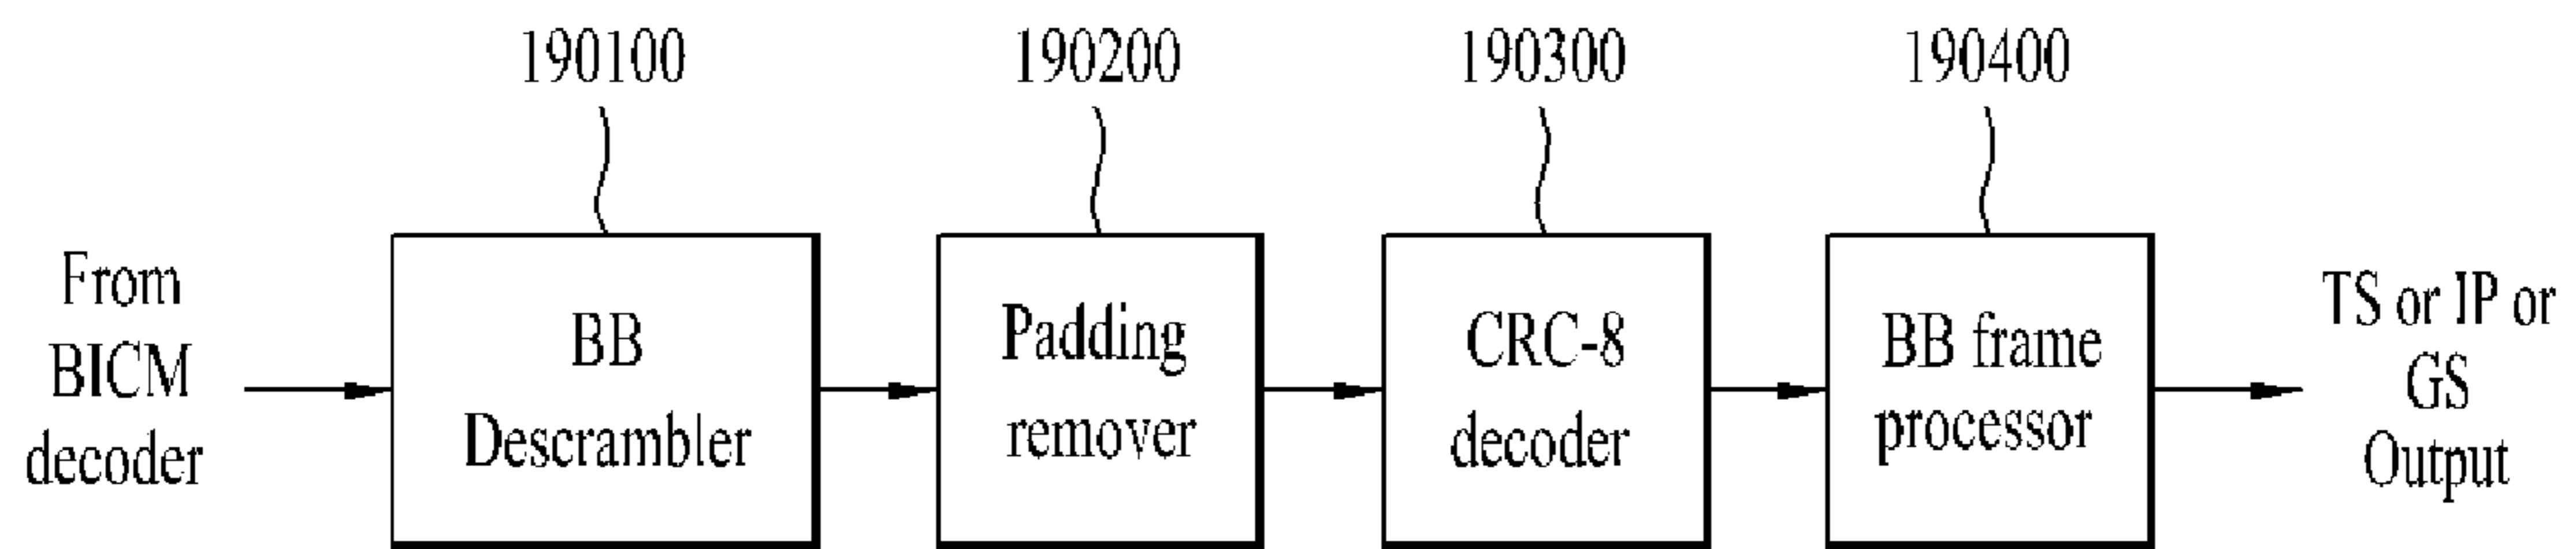 190100
190200
190300
190400
From
BICM
decoder
BB
Descrambler
Padding
remover
CRC-8
decoder
BB frame
processor
TS or IP or
GS
Output